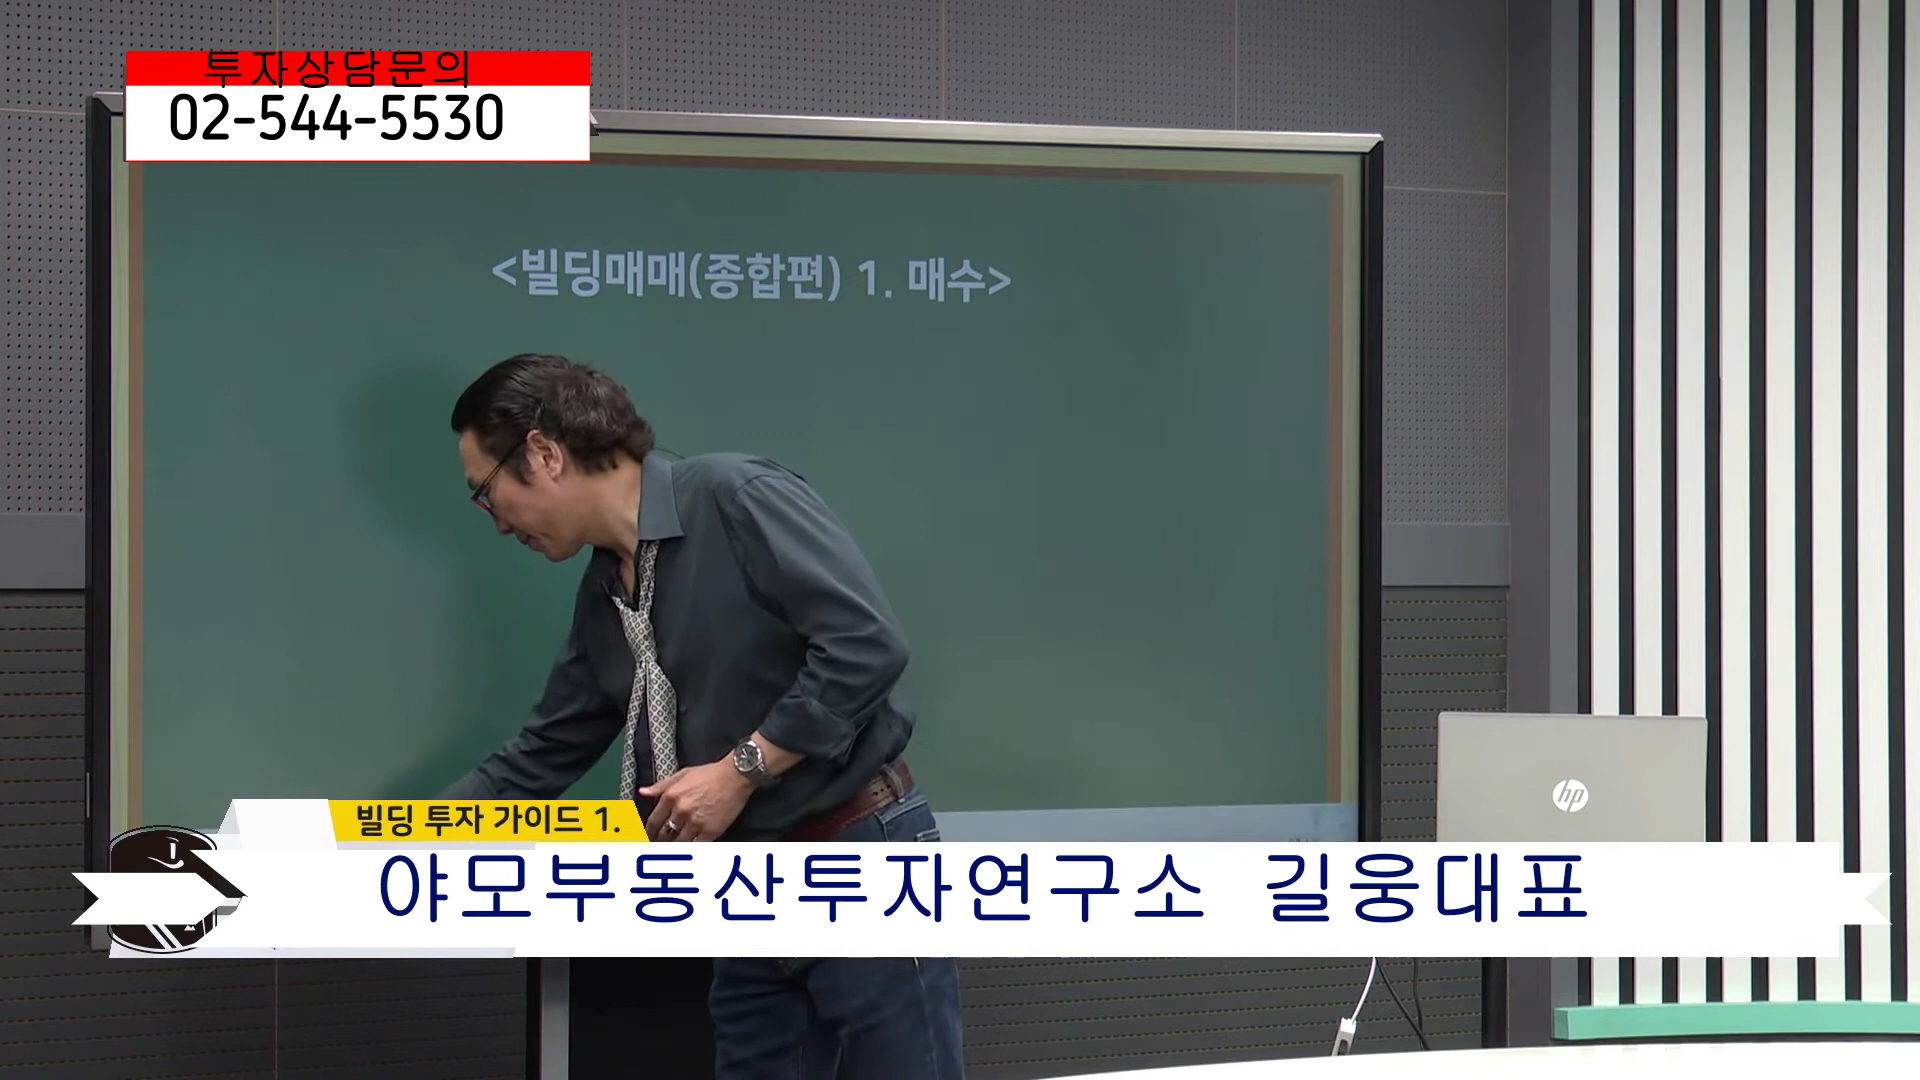 투자상담문의
02-544-5530
<빌딩매매(종합편) 1. 매수>
hp
빌딩 투자 가이드 1.
야모부동산투자연구소 길웅대표